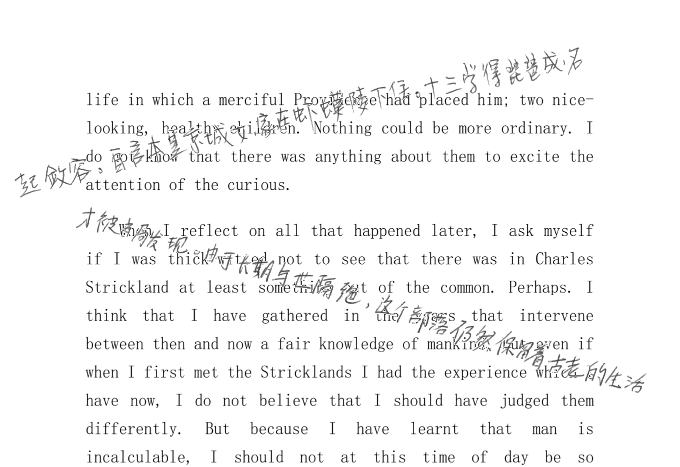 life in which a merciful Providence had placed him; two nice-
looking, healthy children. Nothing could be more ordinary. I
do not know that there was anything about them to excite the
attention of the curious.
起敛容。自言本是京城女家在虾蟆陵下住。十三学得琵琶成名
When I reflect on all that happened later, I ask myself
if I was thick-witted not to see that there was in Charles
Strickland at least something out of the common. Perhaps. I
think that I have gathered in the years that intervene
between then and now a fair knowledge of mankind, but even if
when I first met the Stricklands I had the experience which I
have now, I do not believe that I should have judged them
differently. But because I have learnt that man is
incalculable, I should not at this time of day be so
才被发现。由于长期与世隔绝，这个部落仍然保留着古老的生活